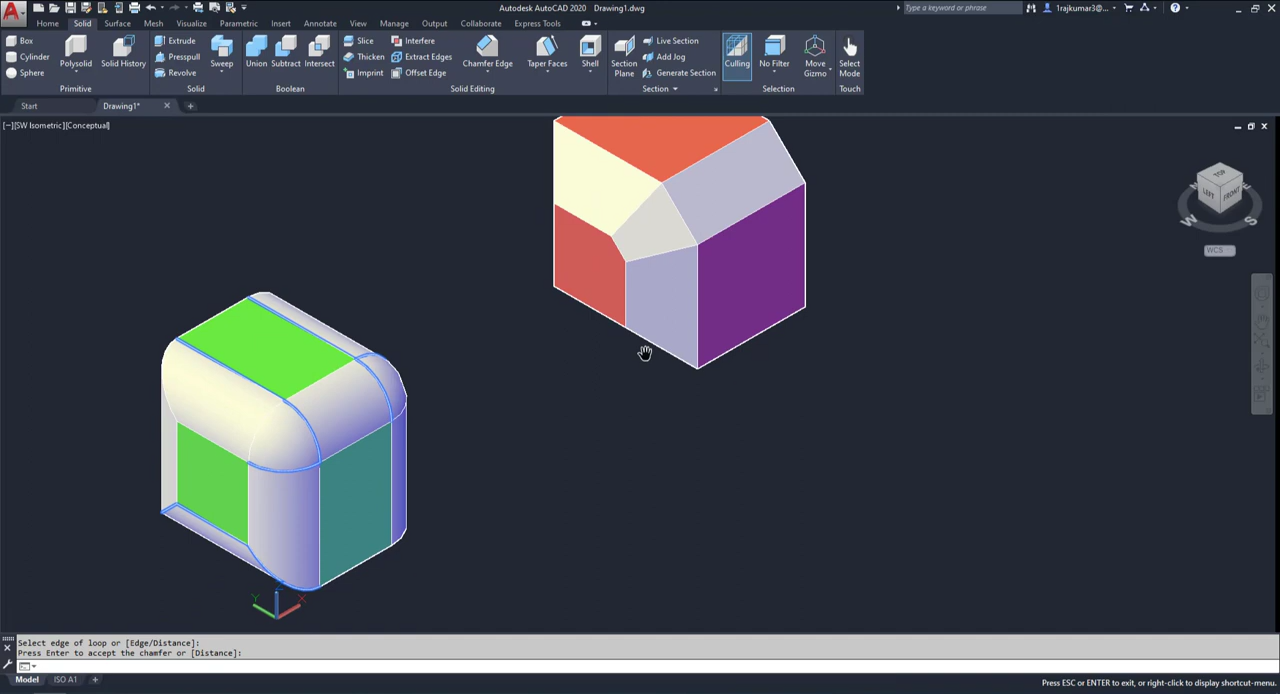 A Autodesk AutoCAD 2020 Drawing1.dwg Type a keyword or phrase 1rajkumar3@... ?
Home Solid Surface Mesh Visualize Parametric Insert Annotate View Manage Output Collaborate Express Tools
Box Polysolid Solid History Extrude Sweep Union Subtract Intersect Slice Interfere Chamfer Edge Taper Faces Shell Section Plane Live Section Culling No Filter Move Gizmo Select Mode
Cylinder Presspull Thicken Extract Edges Add Jog
Sphere Revolve Imprint Offset Edge Generate Section
Primitive Solid Boolean Solid Editing Section Selection Touch
Start Drawing1*
[−][SW Isometric][Conceptual]
TOP
LEFT FRONT
W S
WCS
Y Z X
Select edge of loop or [Edge/Distance]:
Press Enter to accept the chamfer or [Distance]:
Model ISO A1 +
Press ESC or ENTER to exit, or right-click to display shortcut-menu.